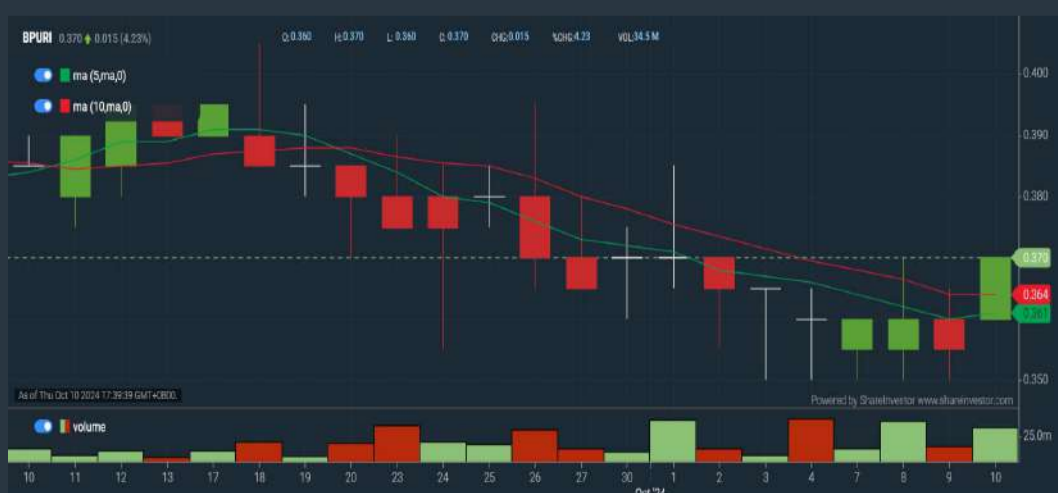 BPURI 0.370 0.015 (4.23%) O:0.360 H:0.370 L: 0.360 C: 0.370 CHG:0.015 %CHG:4.23 VOL:34.5 M
ma (5,ma,0)
ma (10,ma,0)
0.400
0.390
0.380
0.370
0.364
0.361
0.350
As of Thu Oct 10 2024 17:39:39 GMT+0800.
Powered by ShareInvestor www.shareinvestor.com
volume
25.0m
10 11 12 13 17 18 19 20 23 24 25 26 27 30 1 2 3 4 7 8 9 10
Oct '24